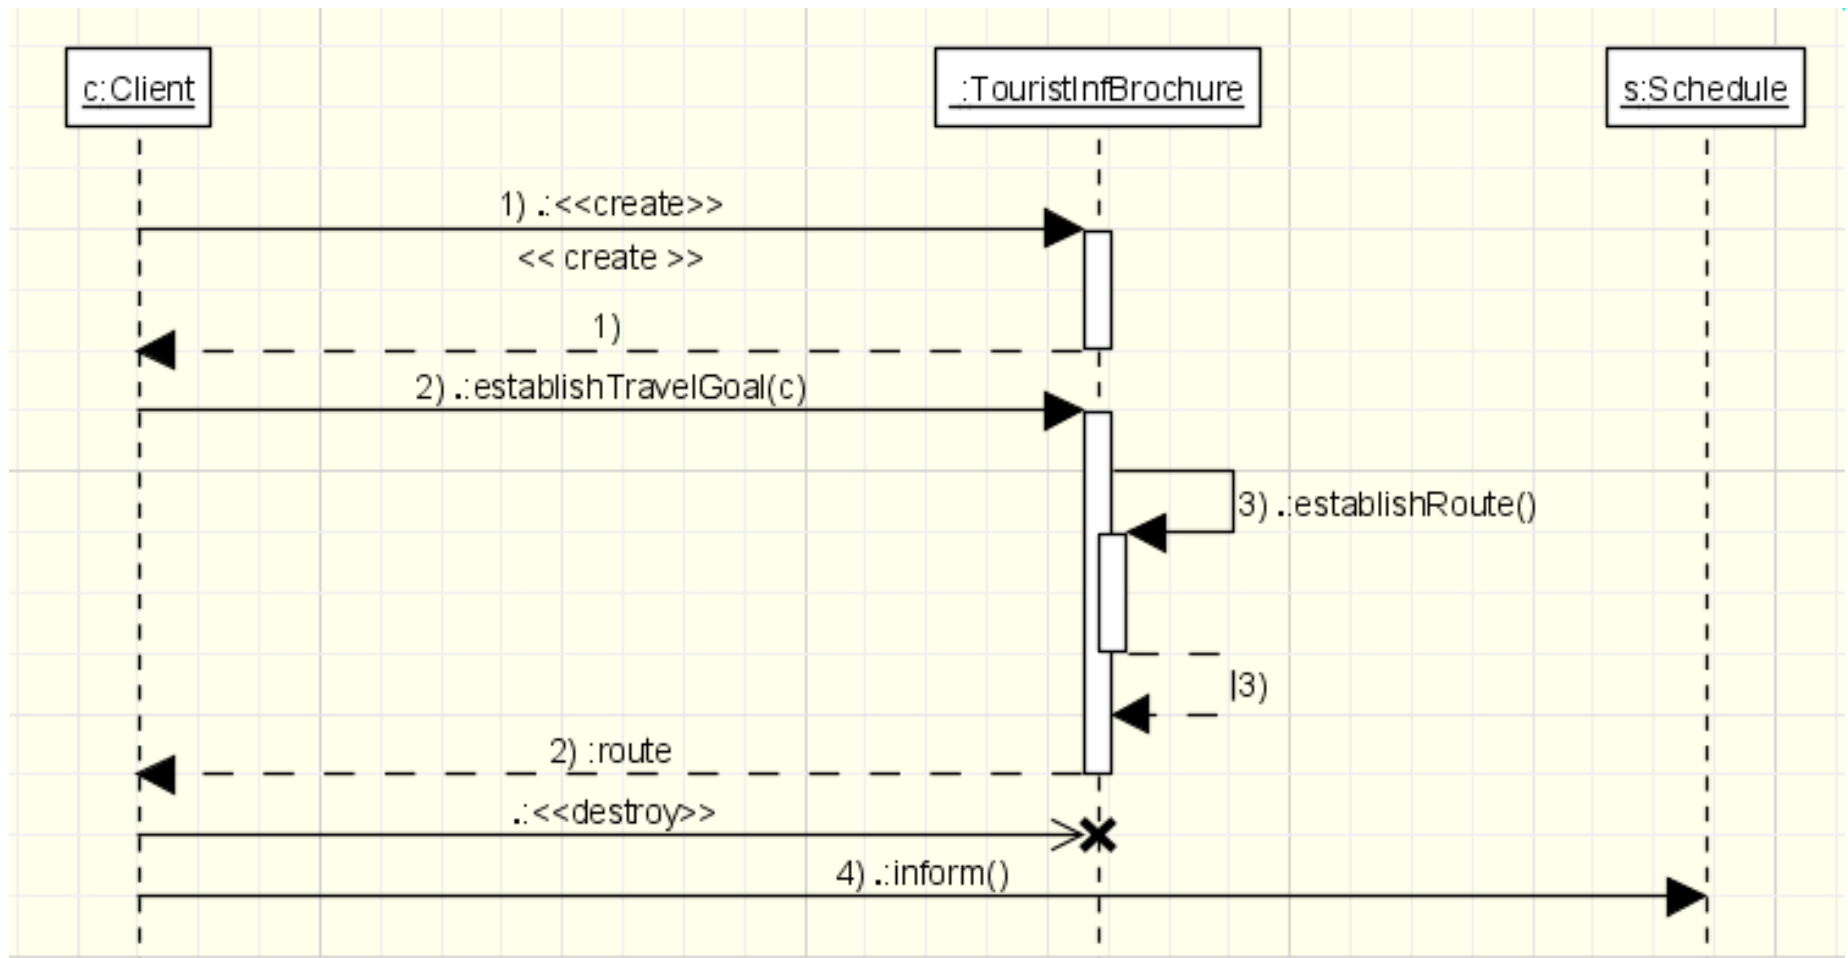 c:Client
:TouristInfBrochure
s:Schedule
1) .:<<create>>
<< create >>
1)
2) .:establishTravelGoal(c)
3) .:establishRoute()
3)
2) :route
.:<<destroy>>
4) .:inform()